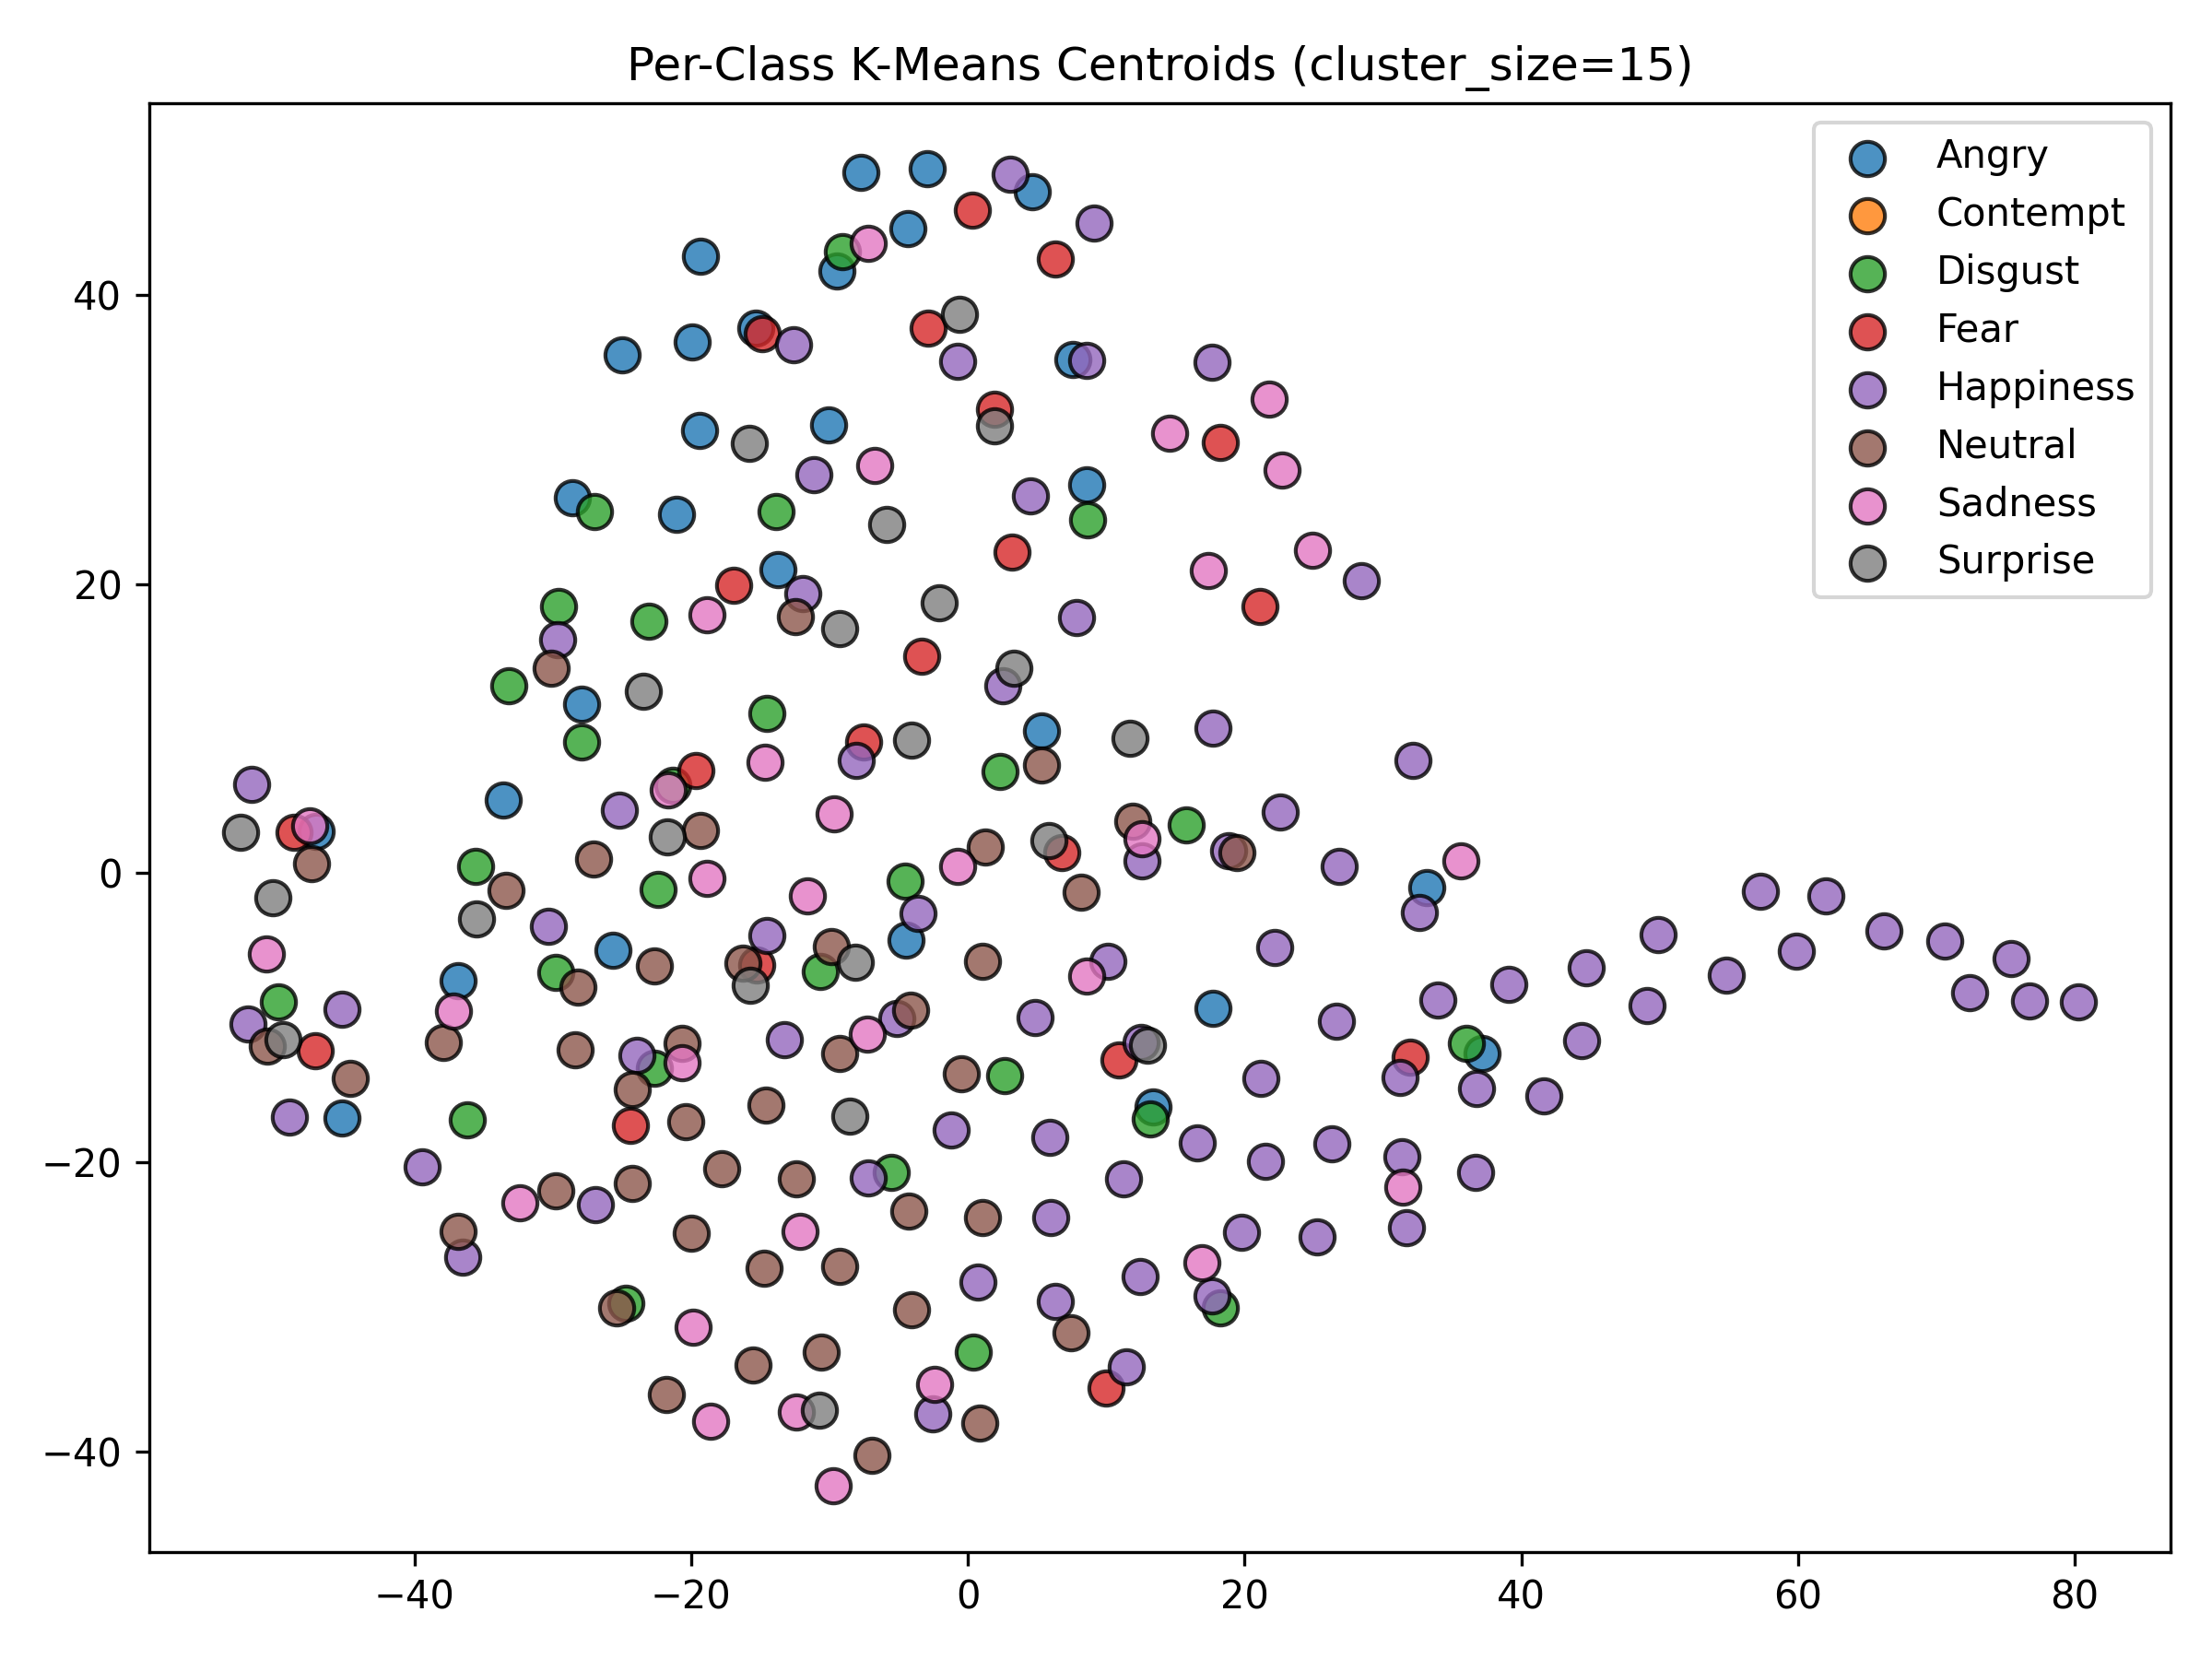 Per-Class K-Means Centroids (cluster_size=15)
Angry
Contempt
Disgust
Fear
Happiness
Neutral
Sadness
Surprise
40
20
0
−20
−40
−40 −20 0 20 40 60 80